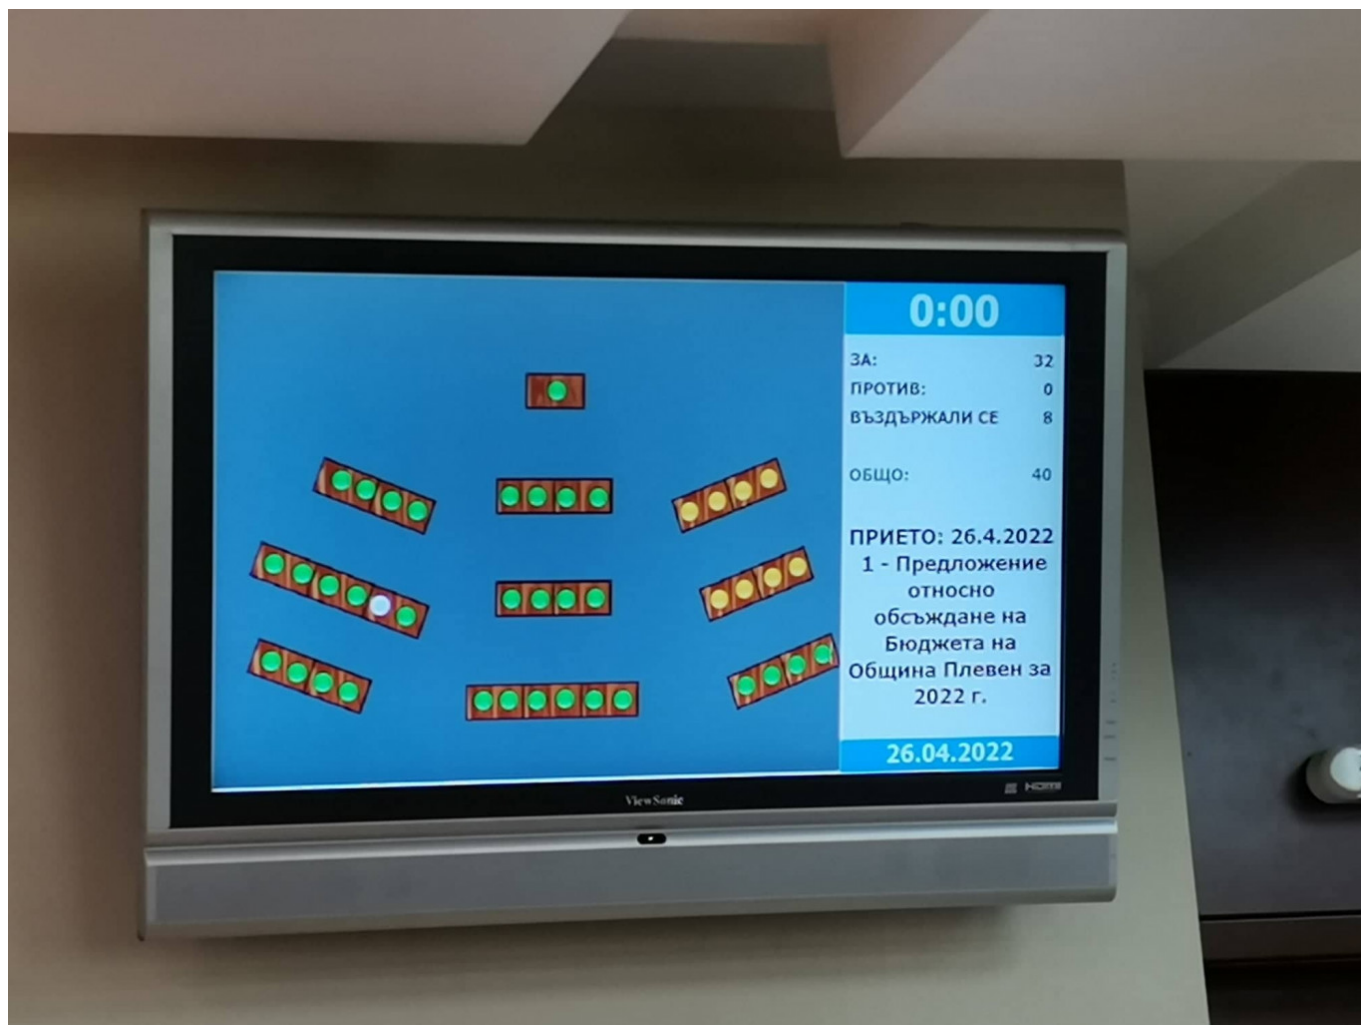 0:00
ЗА: 32
ПРОТИВ: 0
ВЪЗДЪРЖАЛИ СЕ 8
ОБЩО: 40
ПРИЕТО: 26.4.2022
1 - Предложение
относно
обсъждане на
Бюджета на
Община Плевен за
2022 г.
26.04.2022
ViewSonic
HDMI